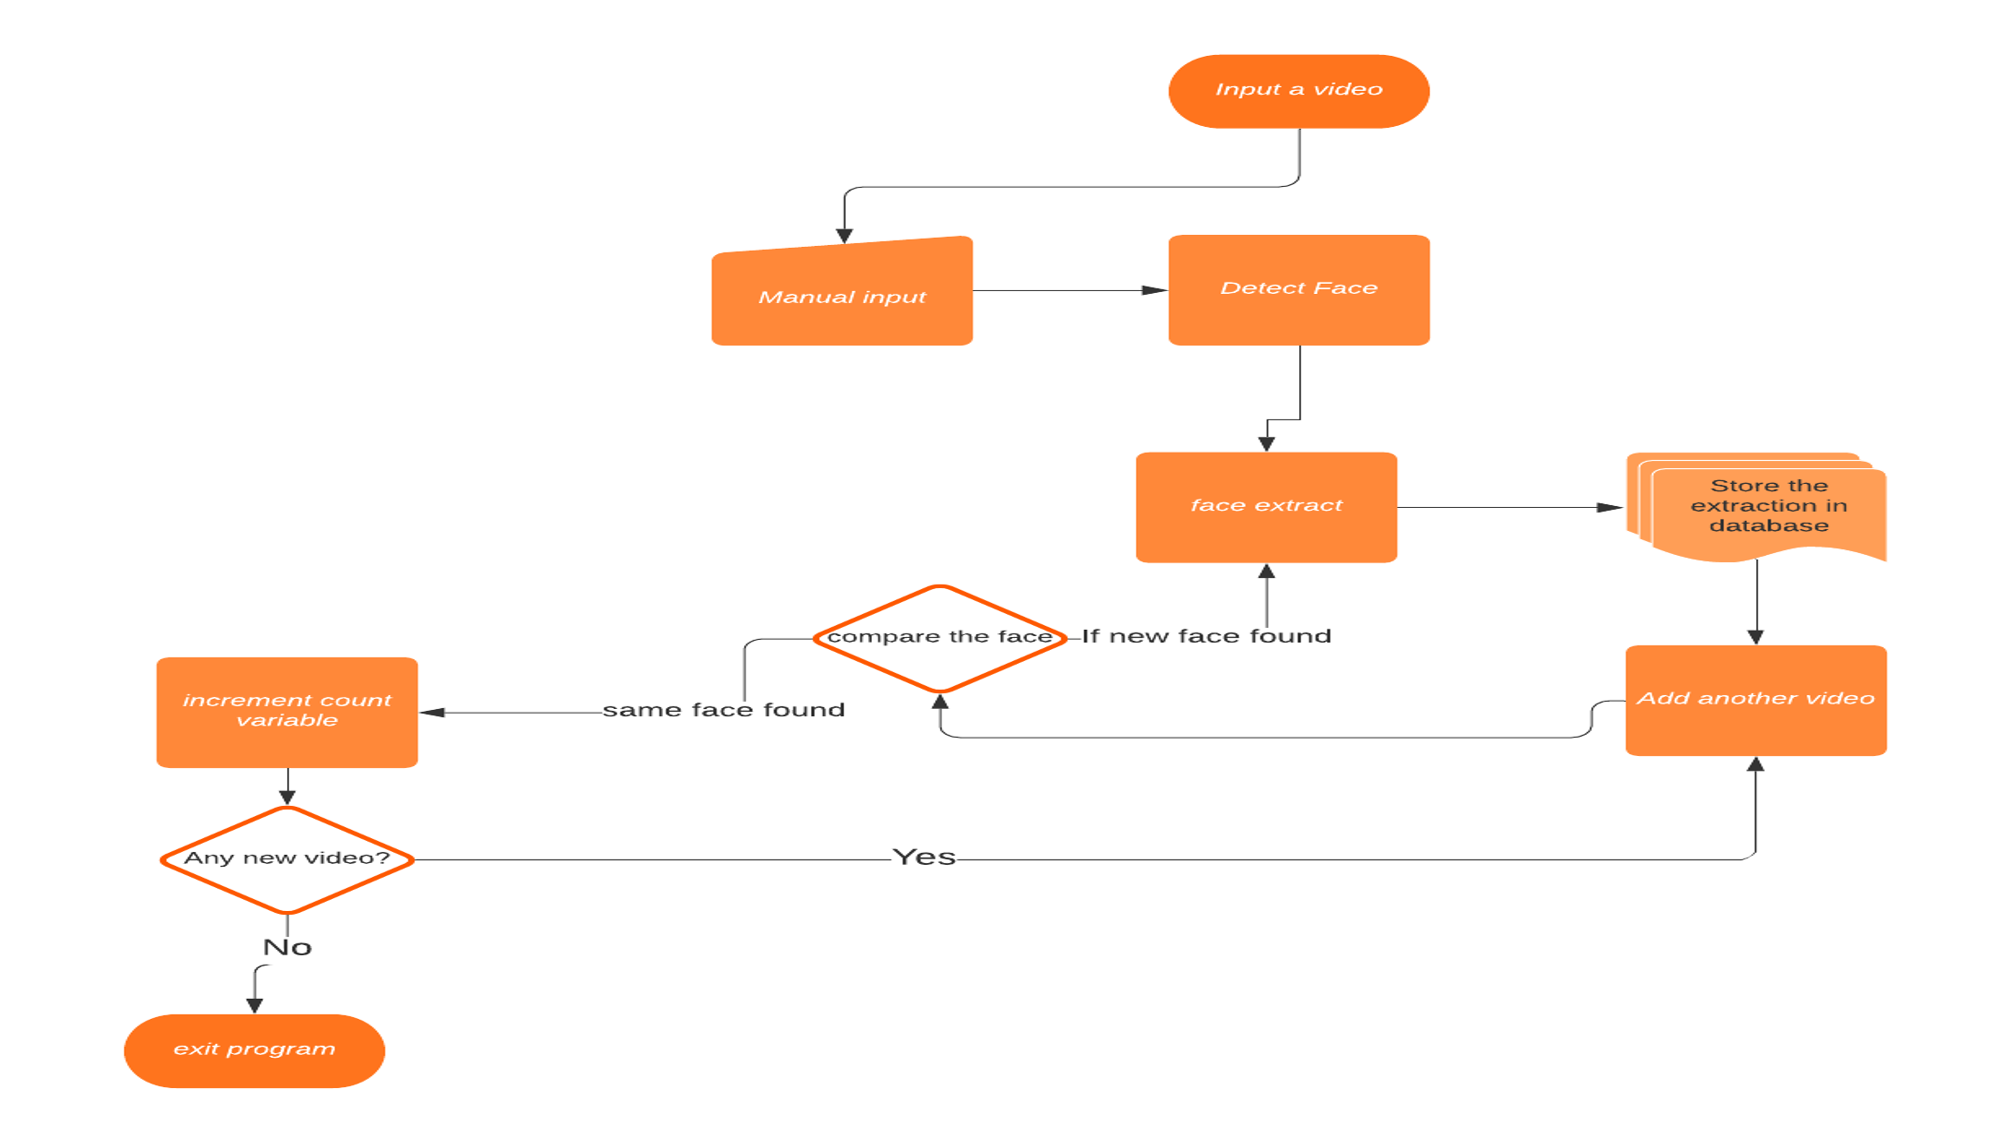 Input a video
Manual input
Detect Face
face extract
Store the
extraction in
database
compare the face
If new face found
same face found
increment count
variable
Add another video
Any new video?
Yes
No
exit program